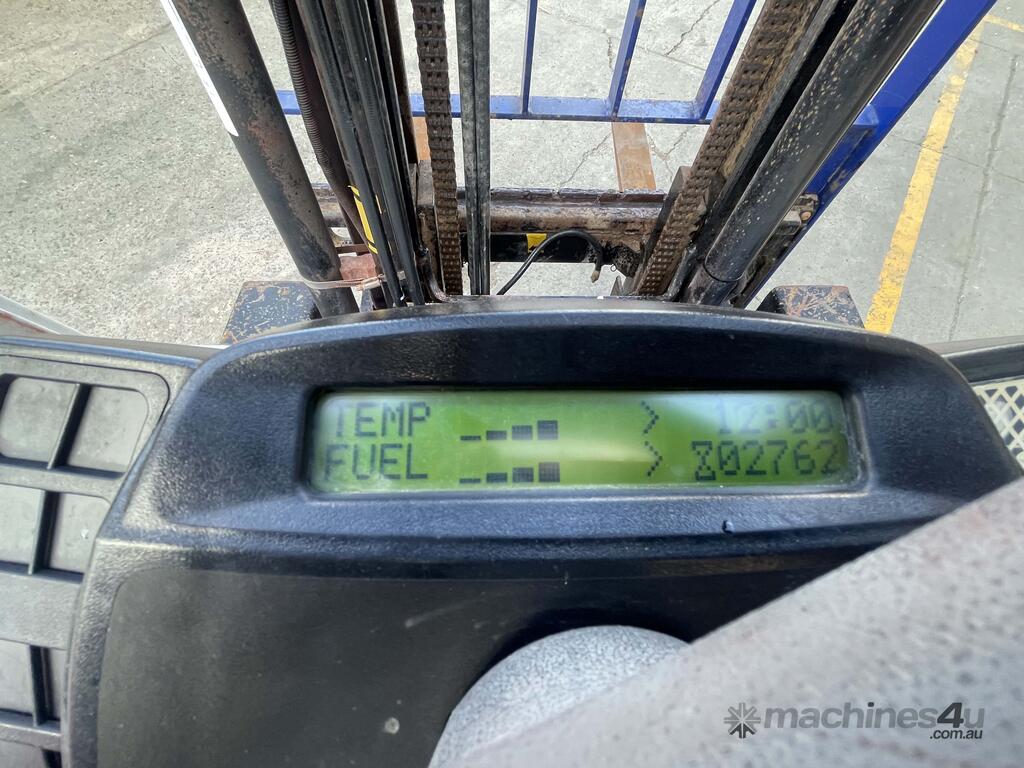 TEMP 12:00
FUEL 02762
machines4u
.com.au